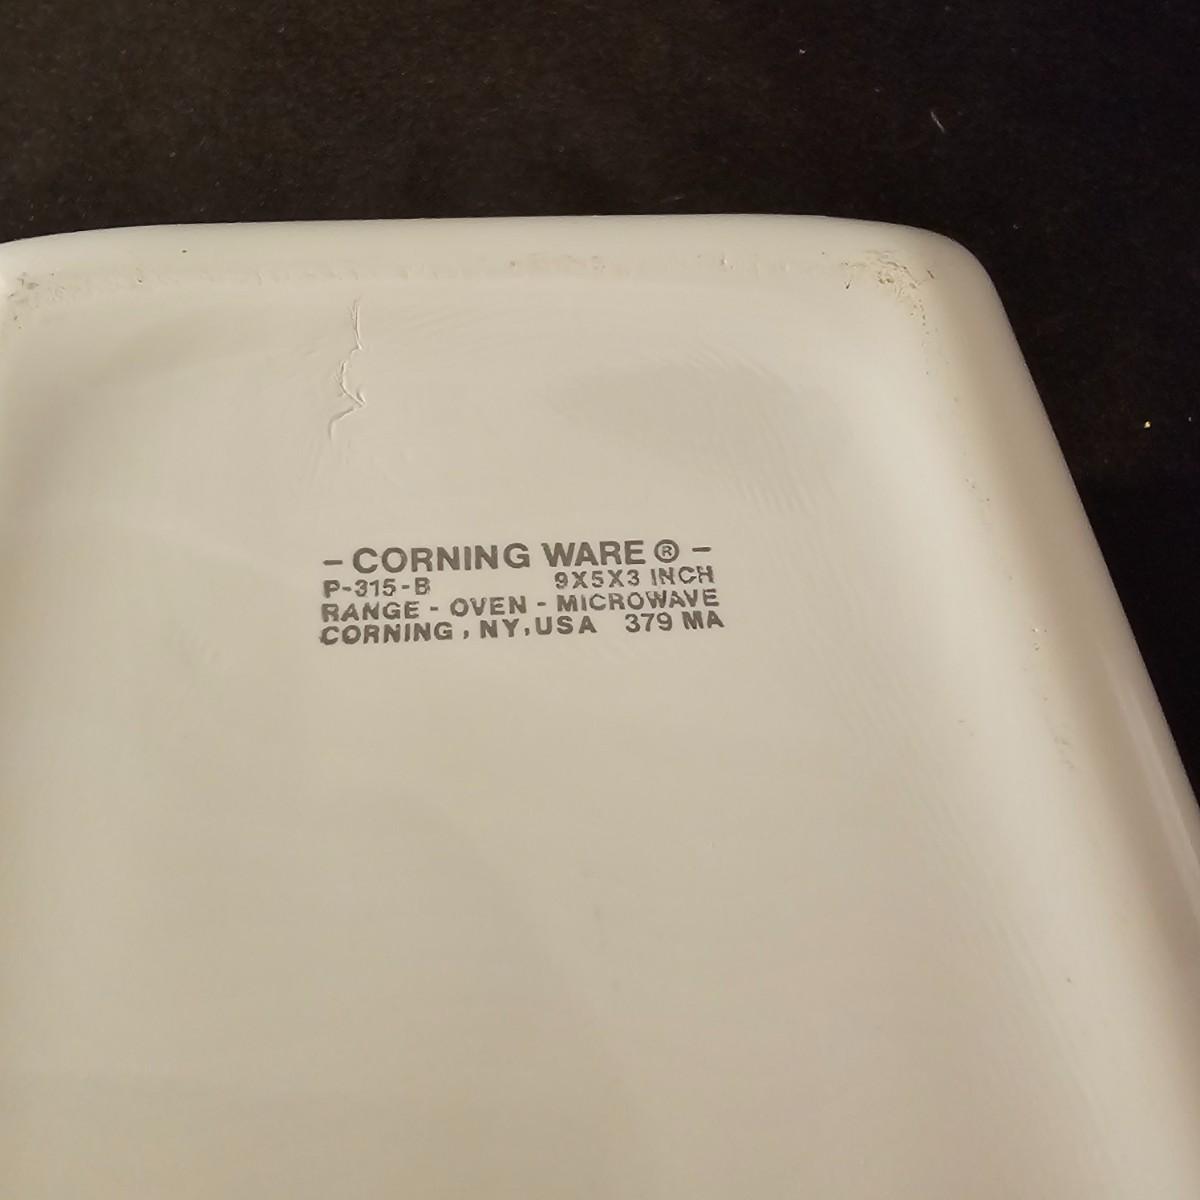 - CORNING WARE ® -
P-315-B 9X5X3 INCH
RANGE - OVEN - MICROWAVE
CORNING, NY, USA 379 MA